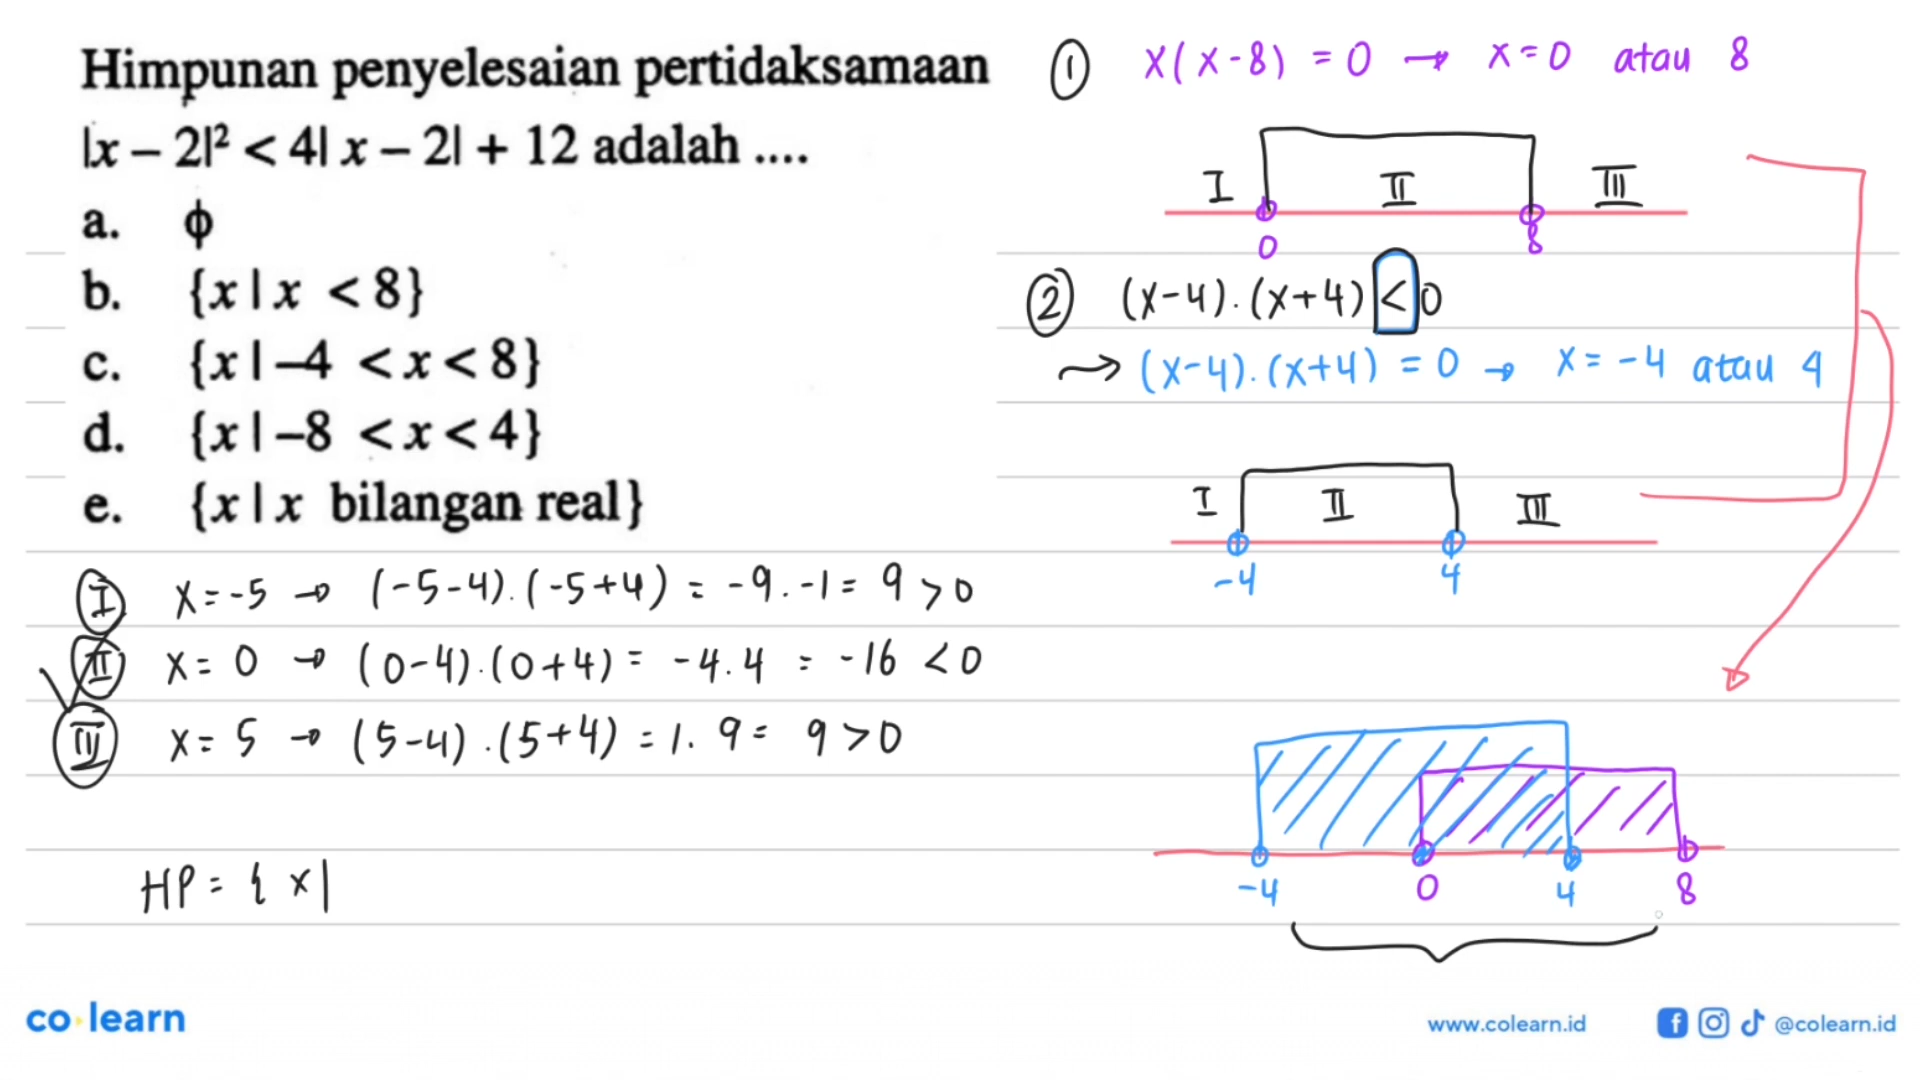 Himpunan penyelesaian pertidaksamaan
|x – 2|² < 4| x – 2| + 12 adalah ....
a. ϕ
b. {x | x < 8}
c. {x | –4 < x < 8}
d. {x | –8 < x < 4}
e. {x | x bilangan real}
I x = -5 → (-5-4).(-5+4) = -9.-1 = 9 > 0
II x = 0 → (0-4).(0+4) = -4.4 = -16 < 0
III x = 5 → (5-4).(5+4) = 1.9 = 9 > 0
HP = { x |
1 x(x-8) = 0 → x = 0 atau 8
I II III
0 8
2 (x-4).(x+4) < 0
→ (x-4).(x+4) = 0 → x = -4 atau 4
I II III
-4 4
-4 0 4 8
co learn
www.colearn.id @colearn.id